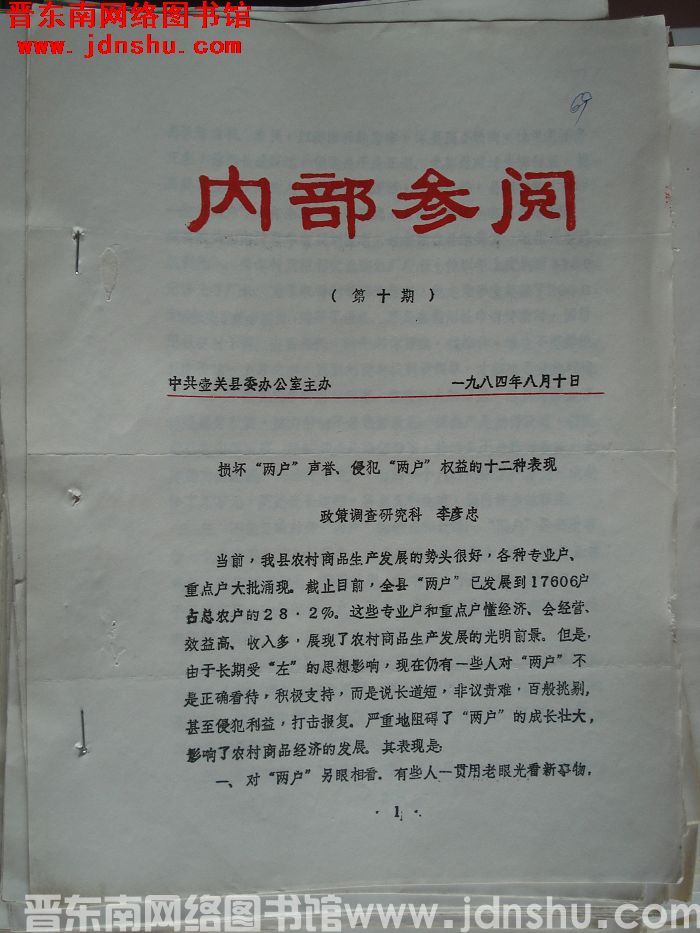 晋东南网络图书馆
www.jdnshu.com
69
内部参阅
（第十期）
中共壶关县委办公室主办 一九八四年八月十日
损坏“两户”声誉、侵犯“两户”权益的十二种表现
政策调查研究科 李彦忠
当前，我县农村商品生产发展的势头很好，各种专业户、
重点户大批涌现。截止目前，全县“两户”已发展到17606户
占总农户的28·2%。这些专业户和重点户懂经济、会经营、
效益高、收入多，展现了农村商品生产发展的光明前景。但是，
由于长期受“左”的思想影响，现在仍有一些人对“两户”不
是正确看待，积极支持，而是说长道短，非议责难，百般挑剔，
甚至侵犯利益，打击报复。严重地阻碍了“两户”的成长壮大，
影响了农村商品经济的发展。其表现是：
一、对“两户”另眼相看。有些人一贯用老眼光看新事物，
·1·
晋东南网络图书馆www.jdnshu.com